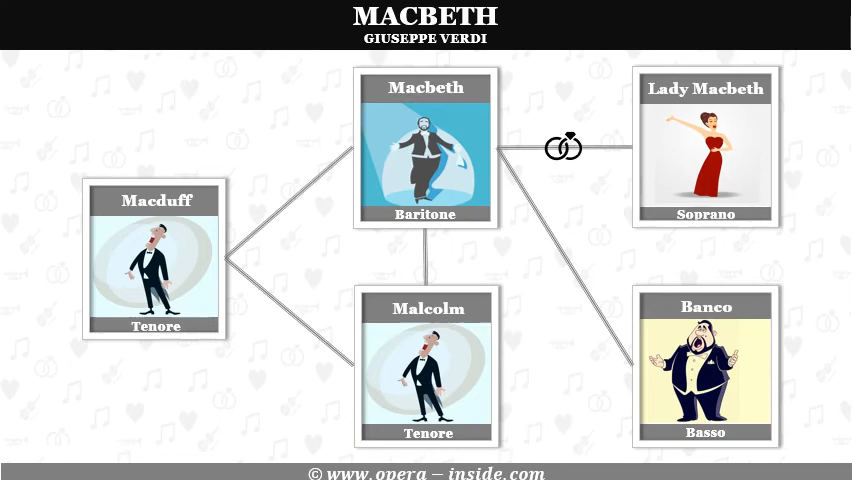 MACBETH
GIUSEPPE VERDI
Macbeth
Baritone
Lady Macbeth
Soprano
Macduff
Tenore
Malcolm
Tenore
Banco
Basso
© www.opera – inside.com